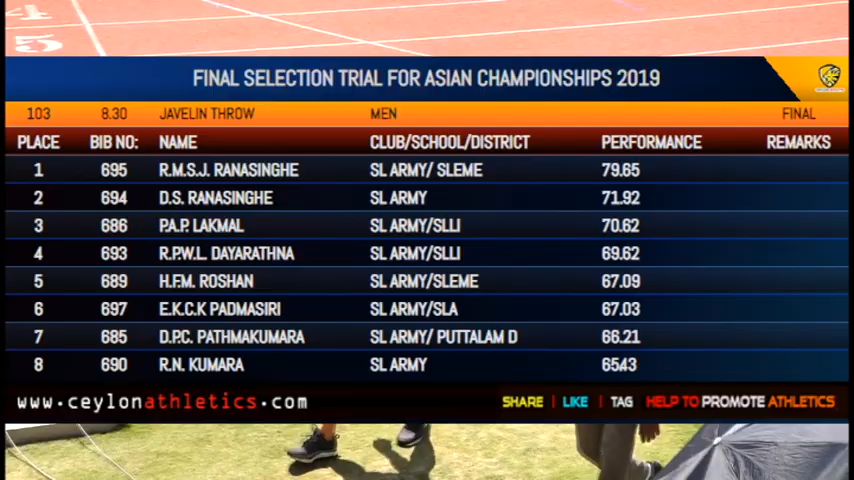 4
5
FINAL SELECTION TRIAL FOR ASIAN CHAMPIONSHIPS 2019
103 8.30 JAVELIN THROW MEN FINAL
PLACE BIB NO: NAME CLUB/SCHOOL/DISTRICT PERFORMANCE REMARKS
1 695 R.M.S.J. RANASINGHE SL ARMY/ SLEME 79.65
2 694 D.S. RANASINGHE SL ARMY 71.92
3 686 P.A.P. LAKMAL SL ARMY/SLLI 70.62
4 693 R.P.W.L. DAYARATHNA SL ARMY/SLLI 69.62
5 689 H.F.M. ROSHAN SL ARMY/SLEME 67.09
6 697 E.K.C.K PADMASIRI SL ARMY/SLA 67.03
7 685 D.P.C. PATHMAKUMARA SL ARMY/ PUTTALAM D 66.21
8 690 R.N. KUMARA SL ARMY 65.43
www.ceylonathletics.com SHARE | LIKE | TAG HELP TO PROMOTE ATHLETICS